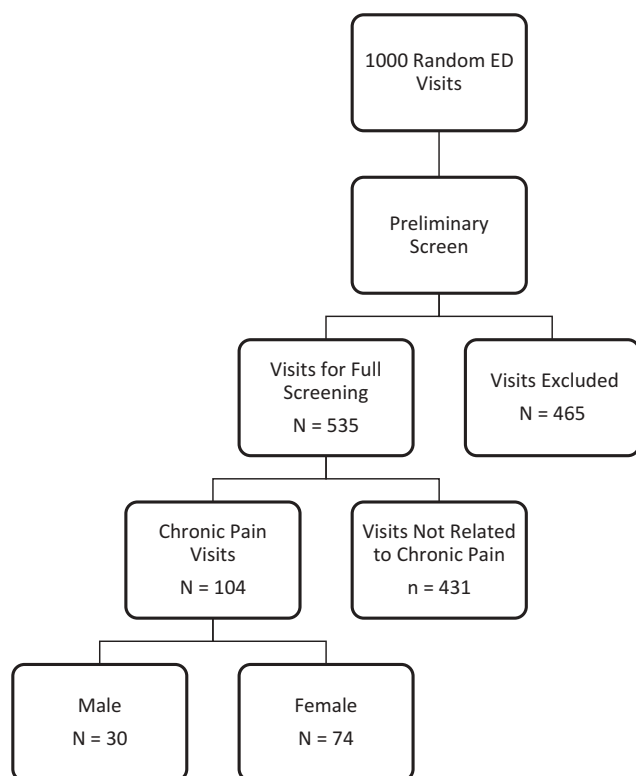 1000 Random ED
Visits
Preliminary
Screen
Visits for Full
Screening
N = 535
Visits Excluded
N = 465
Chronic Pain
Visits
N = 104
Visits Not Related
to Chronic Pain
n = 431
Male
N = 30
Female
N = 74